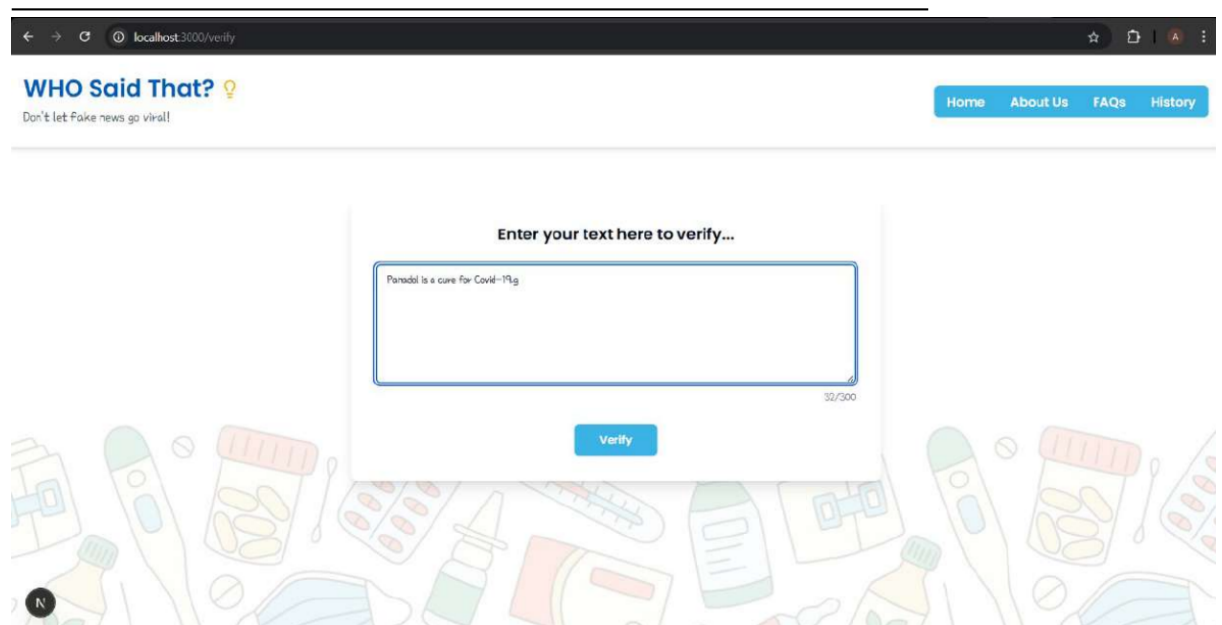 localhost:3000/verify
A
WHO Said That?
Don't let fake news go viral!
Home About Us FAQs History
Enter your text here to verify...
Panadol is a cure for Covid-19.g
32/300
Verify
N